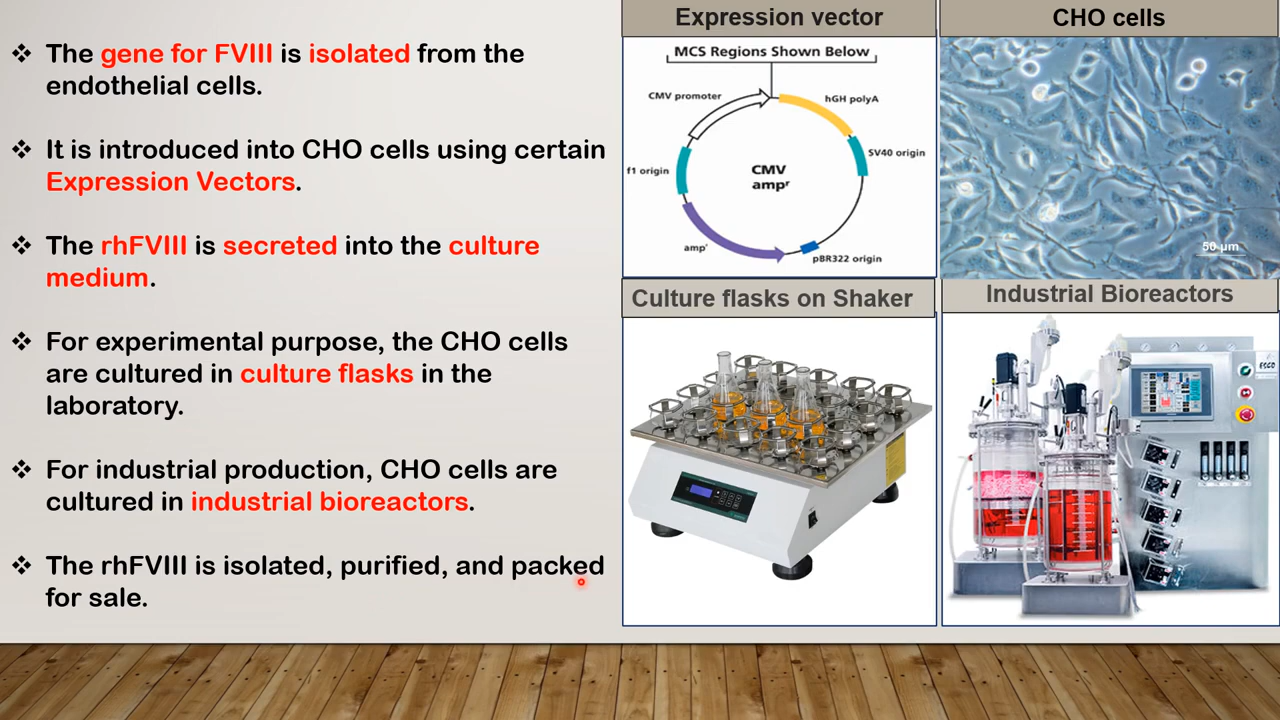 ❖ The gene for FVIII is isolated from the
endothelial cells.
❖ It is introduced into CHO cells using certain
Expression Vectors.
❖ The rhFVIII is secreted into the culture
medium.
❖ For experimental purpose, the CHO cells
are cultured in culture flasks in the
laboratory.
❖ For industrial production, CHO cells are
cultured in industrial bioreactors.
❖ The rhFVIII is isolated, purified, and packed
for sale.
Expression vector
MCS Regions Shown Below
CMV promoter
hGH polyA
SV40 origin
f1 origin
CMV
ampʳ
ampʳ
pBR322 origin
CHO cells
50 µm
Culture flasks on Shaker
Industrial Bioreactors
ESCO